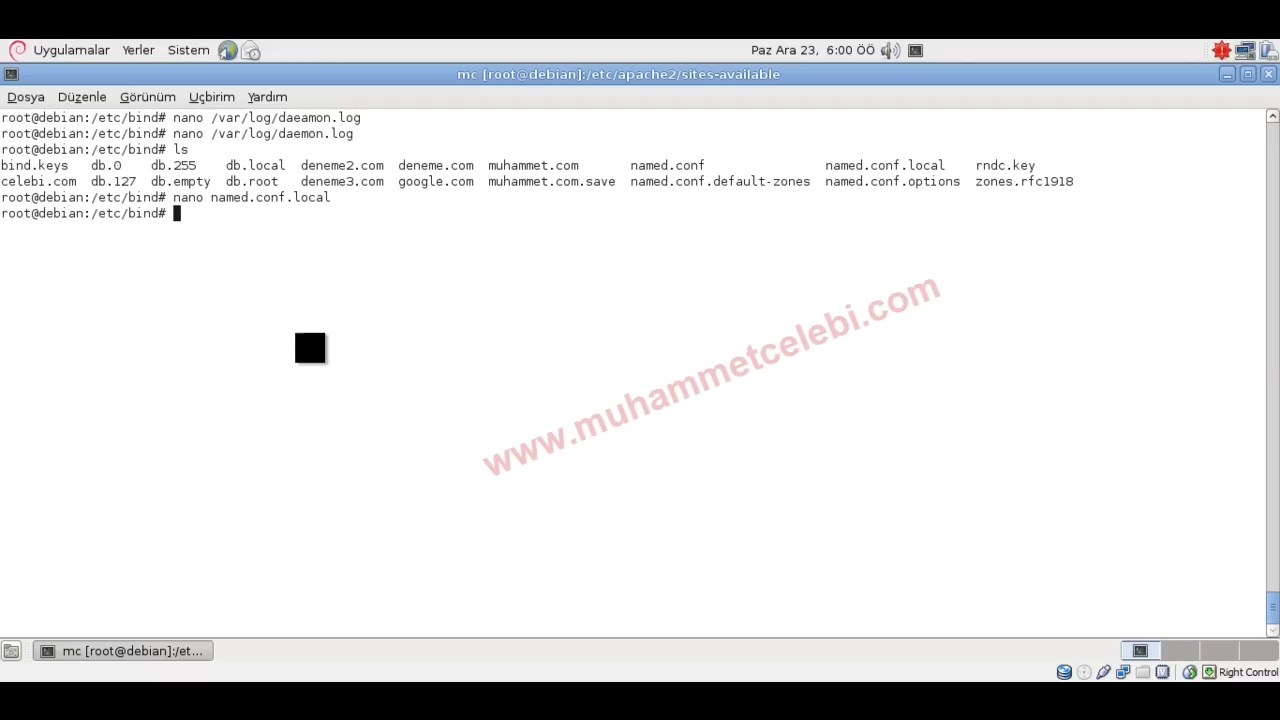 Uygulamalar Yerler Sistem Paz Ara 23, 6:00 ÖÖ
mc [root@debian]:/etc/apache2/sites-available
Dosya Düzenle Görünüm Uçbirim Yardım
root@debian:/etc/bind# nano /var/log/daeamon.log
root@debian:/etc/bind# nano /var/log/daemon.log
root@debian:/etc/bind# ls
bind.keys db.0 db.255 db.local deneme2.com deneme.com muhammet.com named.conf named.conf.local rndc.key
celebi.com db.127 db.empty db.root deneme3.com google.com muhammet.com.save named.conf.default-zones named.conf.options zones.rfc1918
root@debian:/etc/bind# nano named.conf.local
root@debian:/etc/bind#
www.muhammetcelebi.com
mc [root@debian]:/et...
Right Control